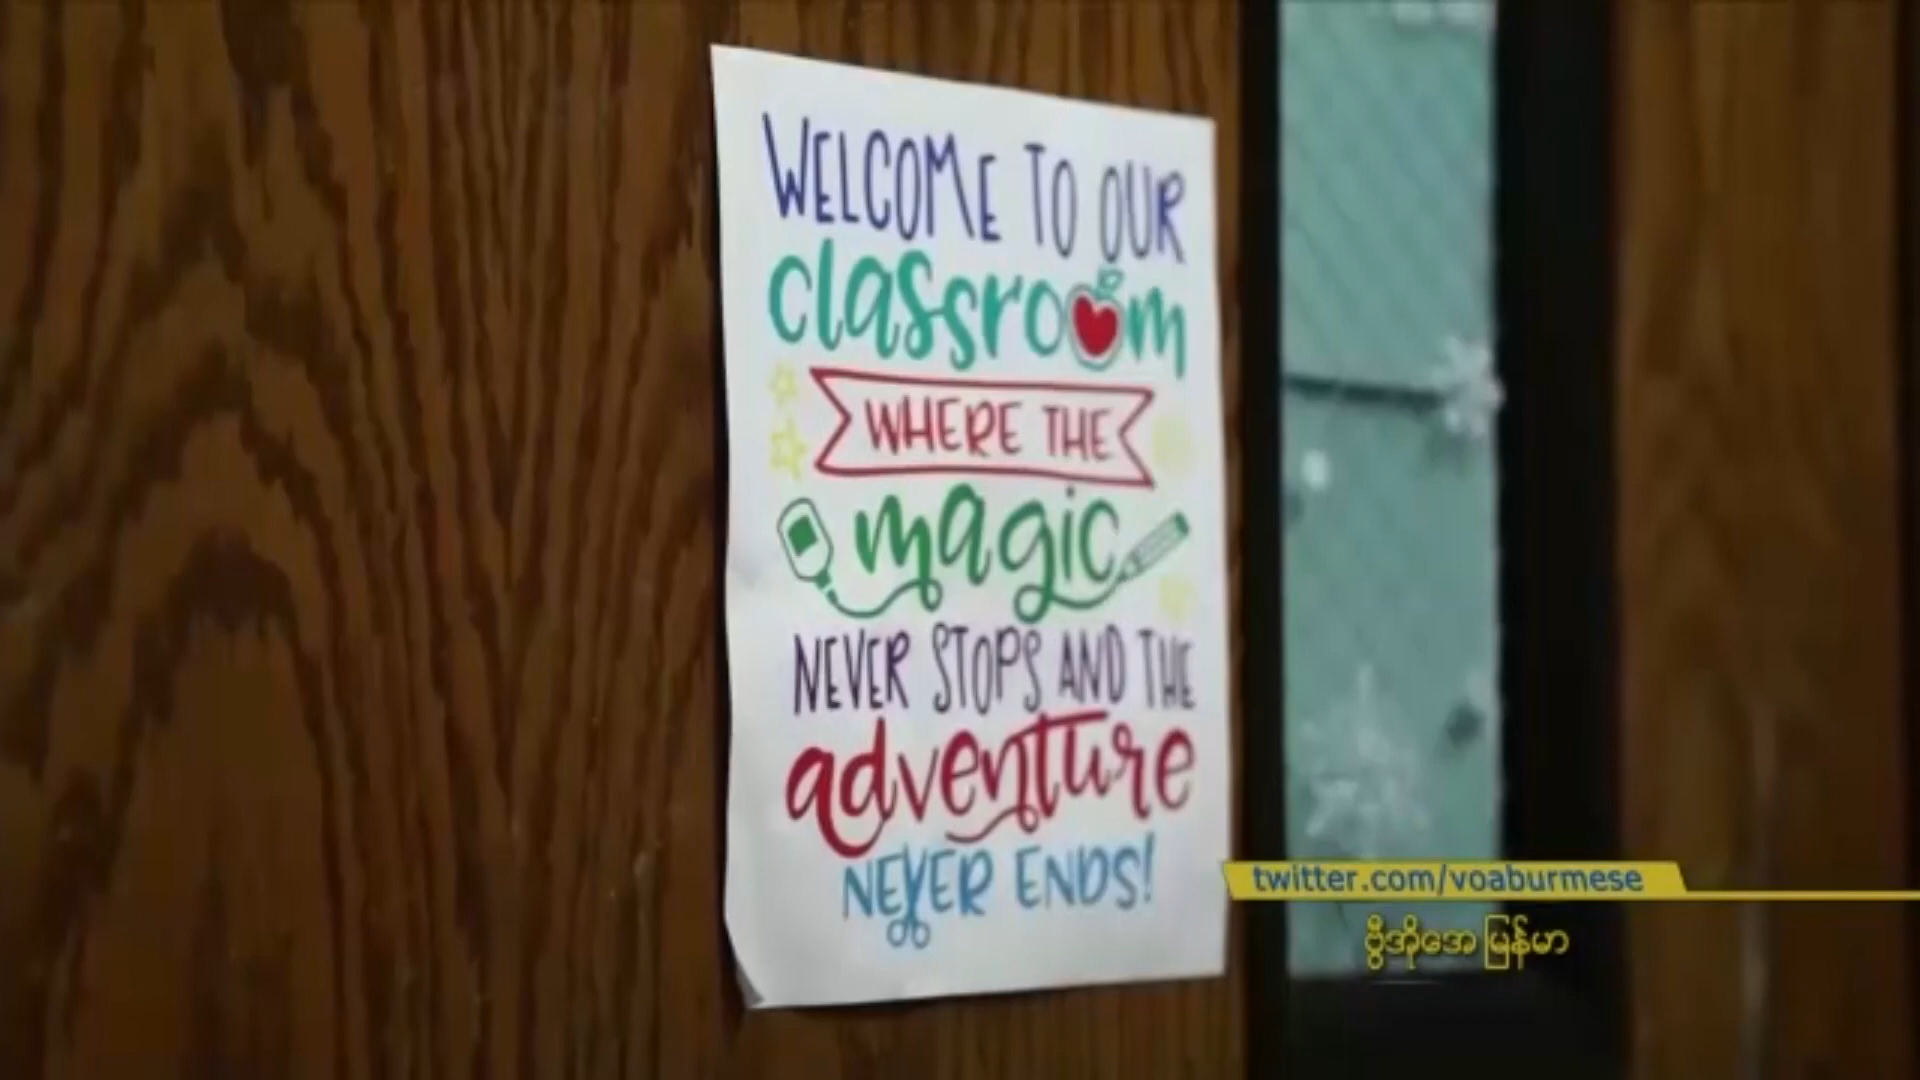 WELCOME TO OUR
classroom
WHERE THE
magic
NEVER STOPS AND THE
adventure
NEVER ENDS!
twitter.com/voaburmese
ဗွီအိုအေ မြန်မာ